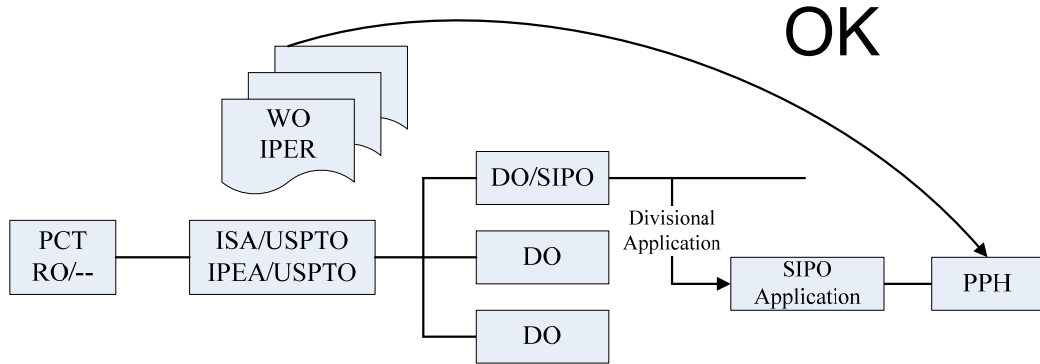 OK
WO
IPER
DO/SIPO
Divisional
Application
PCT
RO/--
ISA/USPTO
IPEA/USPTO
DO
SIPO
Application
PPH
DO